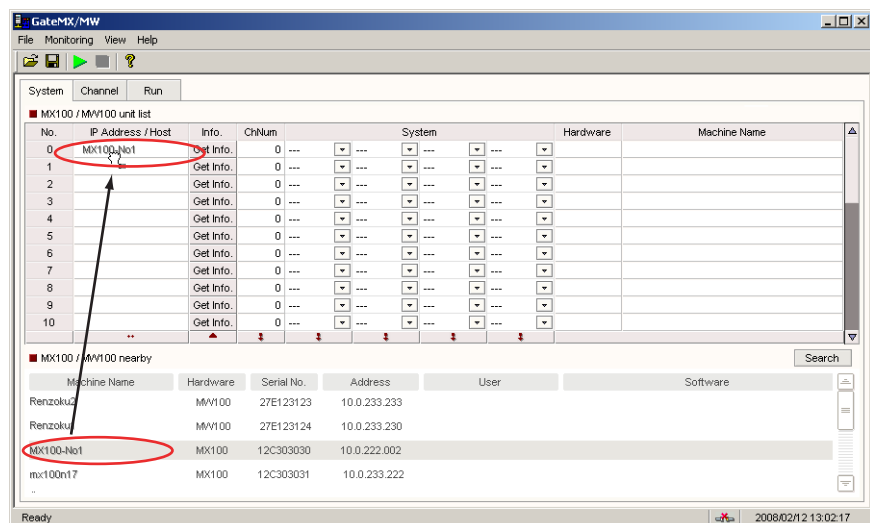 GateMX/MW
File Monitoring View Help
System Channel Run
MX100 / MW100 unit list
No. IP Address / Host Info. ChNum System Hardware Machine Name
0 MX100-No1 Get Info. 0 --- --- --- ---
1 Get Info. 0 --- --- --- ---
2 Get Info. 0 --- --- --- ---
3 Get Info. 0 --- --- --- ---
4 Get Info. 0 --- --- --- ---
5 Get Info. 0 --- --- --- ---
6 Get Info. 0 --- --- --- ---
7 Get Info. 0 --- --- --- ---
8 Get Info. 0 --- --- --- ---
9 Get Info. 0 --- --- --- ---
10 Get Info. 0 --- --- --- ---
MX100 / MW100 nearby Search
Machine Name Hardware Serial No. Address User Software
Renzoku2 MW100 27E123123 10.0.233.233
Renzoku MW100 27E123124 10.0.233.230
MX100-No1 MX100 12C303030 10.0.222.002
mx100n17 MX100 12C303031 10.0.233.222
..
Ready 2008/02/12 13:02:17